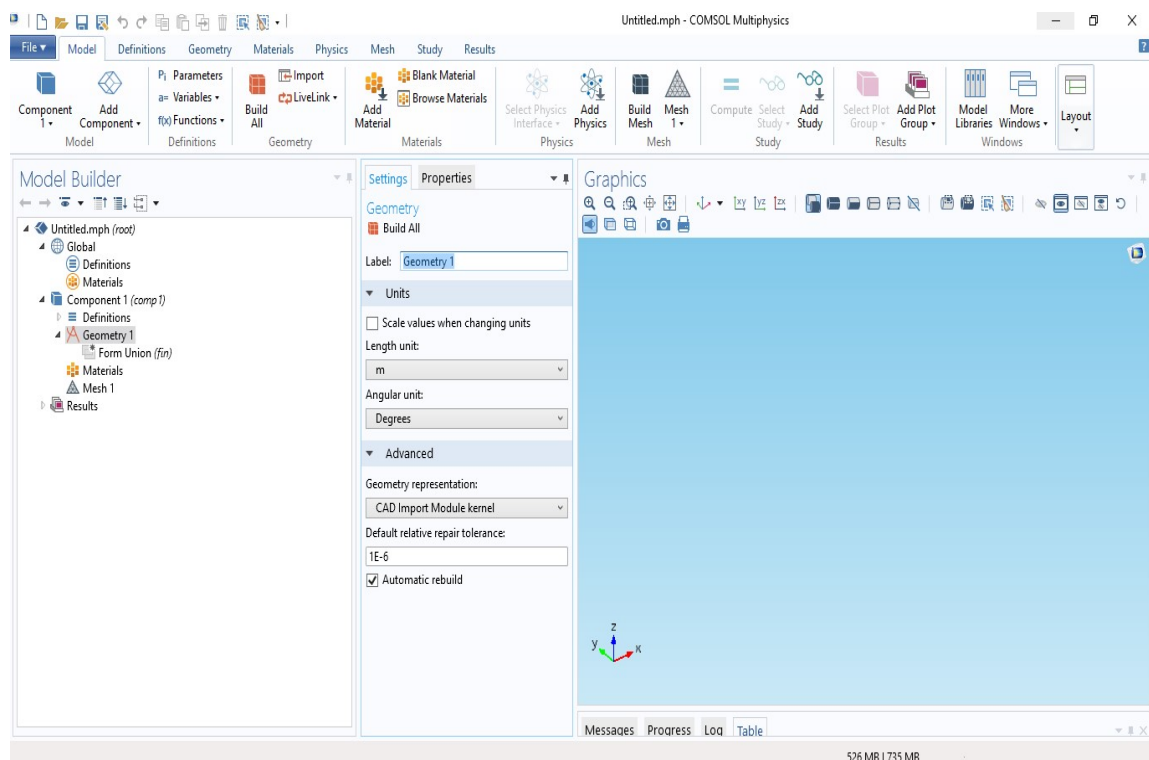 Untitled.mph - COMSOL Multiphysics
File Model Definitions Geometry Materials Physics Mesh Study Results
Component 1
Add Component
Model
Pi Parameters
a= Variables
f(x) Functions
Definitions
Build All
Import
LiveLink
Geometry
Add Material
Blank Material
Browse Materials
Materials
Select Physics Interface
Add Physics
Physics
Build Mesh
Mesh 1
Mesh
Compute
Select Study
Add Study
Study
Select Plot Group
Add Plot Group
Results
Model Libraries
More Windows
Windows
Layout
Model Builder
Untitled.mph (root)
Global
Definitions
Materials
Component 1 (comp1)
Definitions
Geometry 1
Form Union (fin)
Materials
Mesh 1
Results
Settings Properties
Geometry
Build All
Label: Geometry 1
Units
Scale values when changing units
Length unit:
m
Angular unit:
Degrees
Advanced
Geometry representation:
CAD Import Module kernel
Default relative repair tolerance:
1E-6
Automatic rebuild
Graphics
xy yz zx
z
y x
Messages Progress Log Table
526 MB | 735 MB